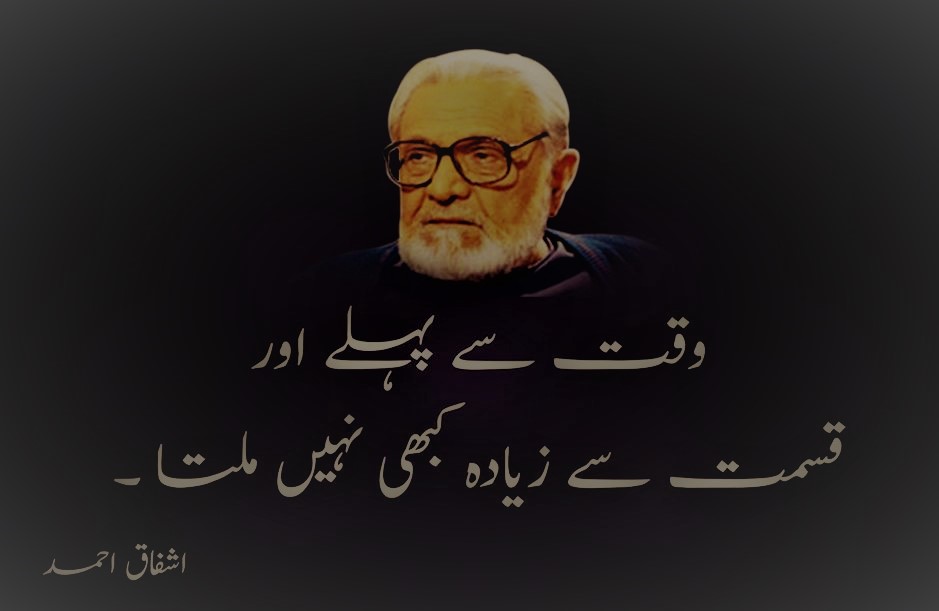 وقت سے پہلے اور
قسمت سے زیادہ کبھی نہیں ملتا۔
اشفاق احمد